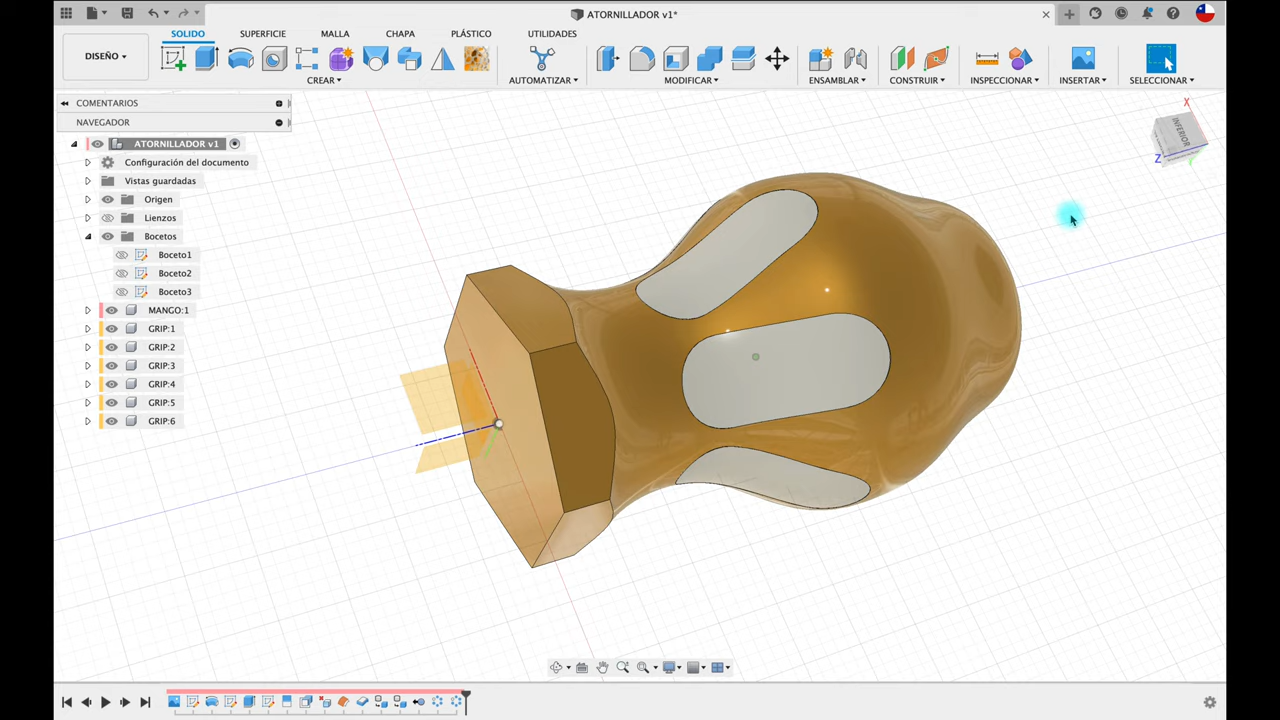 ATORNILLADOR v1*
SOLIDO
SUPERFICIE
MALLA
CHAPA
PLÁSTICO
UTILIDADES
DISEÑO
CREAR
AUTOMATIZAR
MODIFICAR
ENSAMBLAR
CONSTRUIR
INSPECCIONAR
INSERTAR
SELECCIONAR
COMENTARIOS
NAVEGADOR
ATORNILLADOR v1
Configuración del documento
Vistas guardadas
Origen
Lienzos
Bocetos
Boceto1
Boceto2
Boceto3
MANGO:1
GRIP:1
GRIP:2
GRIP:3
GRIP:4
GRIP:5
GRIP:6
X
INFERIOR
Z